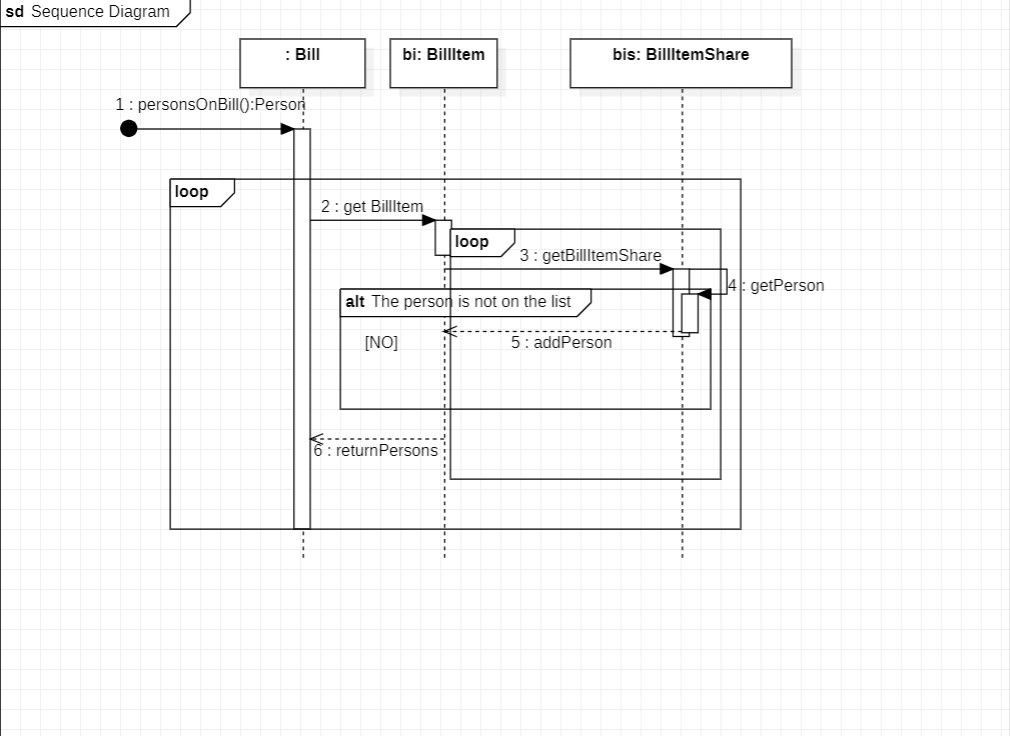 sd Sequence Diagram
: Bill
bi: BillItem
bis: BillItemShare
1 : personsOnBill():Person
loop
2 : get BillItem
loop
3 : getBillItemShare
4 : getPerson
alt The person is not on the list
[NO]
5 : addPerson
6 : returnPersons